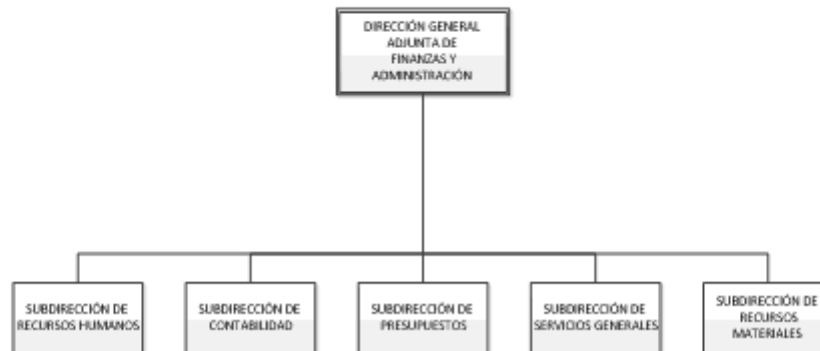 DIRECCIÓN GENERAL
ADJUNTA DE
FINANZAS Y
ADMINISTRACIÓN
SUBDIRECCIÓN DE
RECURSOS HUMANOS
SUBDIRECCIÓN DE
CONTABILIDAD
SUBDIRECCIÓN DE
PRESUPUESTOS
SUBDIRECCIÓN DE
SERVICIOS GENERALES
SUBDIRECCIÓN DE
RECURSOS
MATERIALES